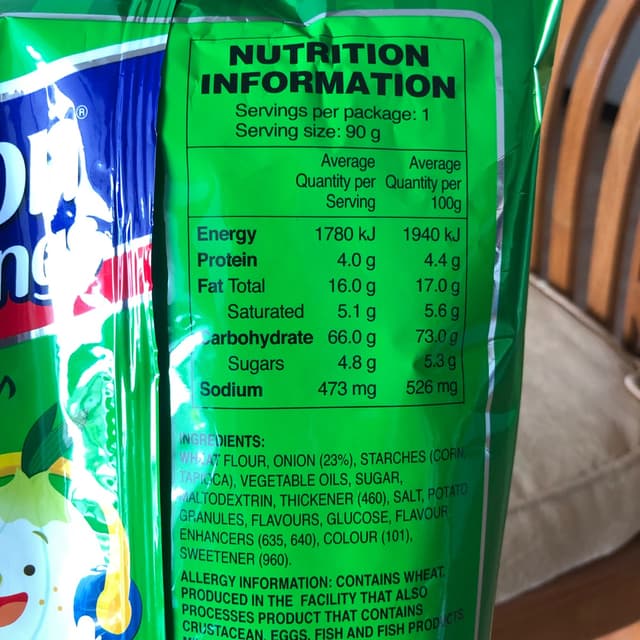 NUTRITION
INFORMATION
Servings per package: 1
Serving size: 90 g
Average Average
Quantity per Quantity per
Serving 100g
Energy 1780 kJ 1940 kJ
Protein 4.0 g 4.4 g
Fat Total 16.0 g 17.0 g
Saturated 5.1 g 5.6 g
Carbohydrate 66.0 g 73.0 g
Sugars 4.8 g 5.3 g
Sodium 473 mg 526 mg
INGREDIENTS:
WHEAT FLOUR, ONION (23%), STARCHES (CORN,
TAPIOCA), VEGETABLE OILS, SUGAR,
MALTODEXTRIN, THICKENER (460), SALT, POTATO
GRANULES, FLAVOURS, GLUCOSE, FLAVOUR
ENHANCERS (635, 640), COLOUR (101),
SWEETENER (960).
ALLERGY INFORMATION: CONTAINS WHEAT.
PRODUCED IN THE FACILITY THAT ALSO
PROCESSES PRODUCT THAT CONTAINS
CRUSTACEAN, EGGS, FISH AND FISH PRODUCTS,